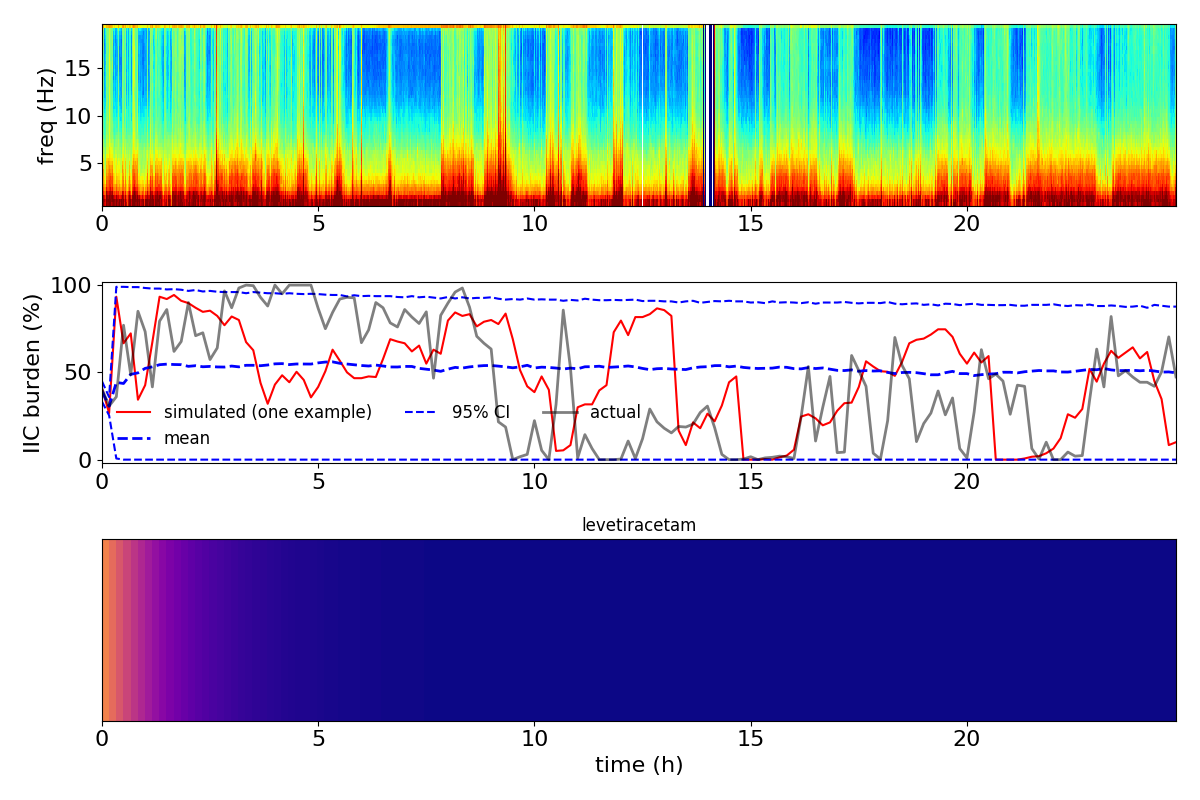 freq (Hz)
15
10
5
0 5 10 15 20
IIC burden (%)
100
50
0
simulated (one example) 95% CI actual
mean
0 5 10 15 20
levetiracetam
0 5 10 15 20
time (h)